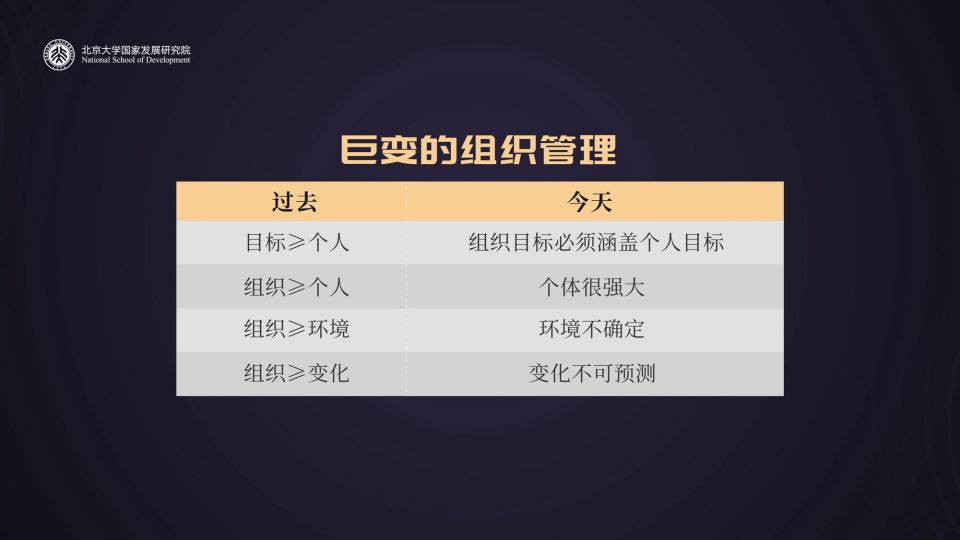 北京大学国家发展研究院
National School of Development
巨变的组织管理
过去 今天
目标≥个人 组织目标必须涵盖个人目标
组织≥个人 个体很强大
组织≥环境 环境不确定
组织≥变化 变化不可预测